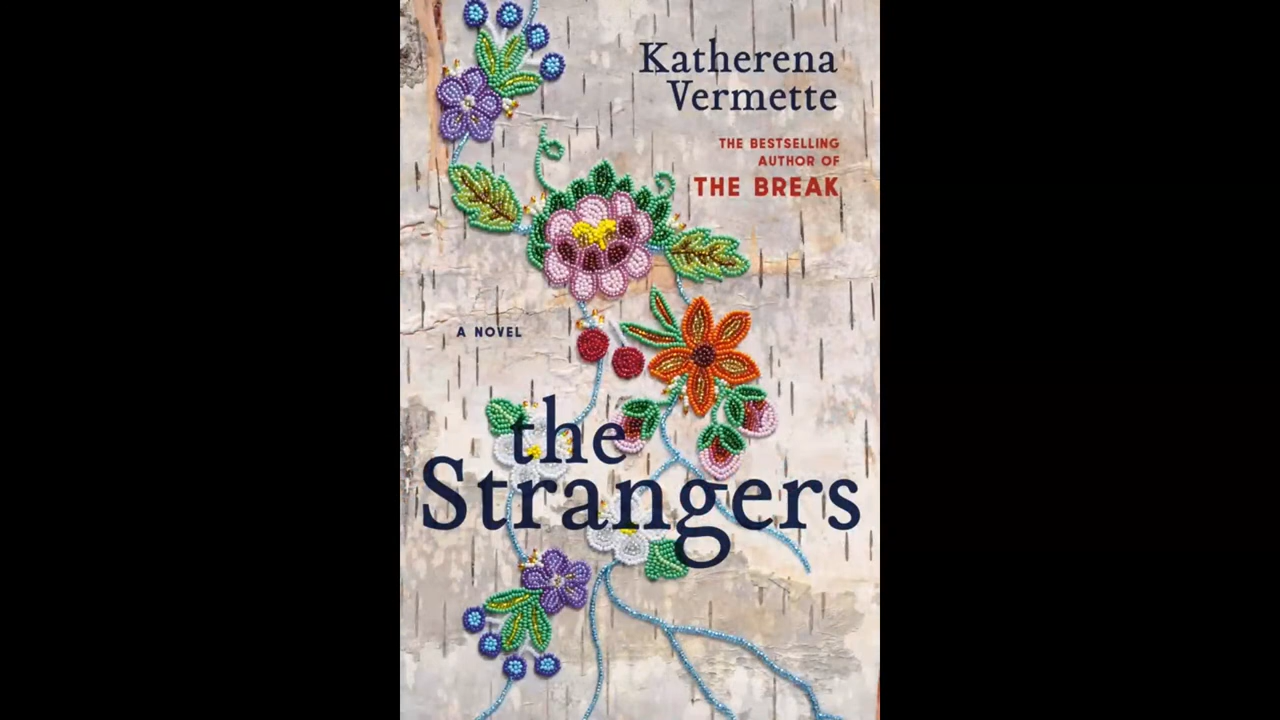 Katherena
Vermette
THE BESTSELLING
AUTHOR OF
THE BREAK
A NOVEL
the
Strangers